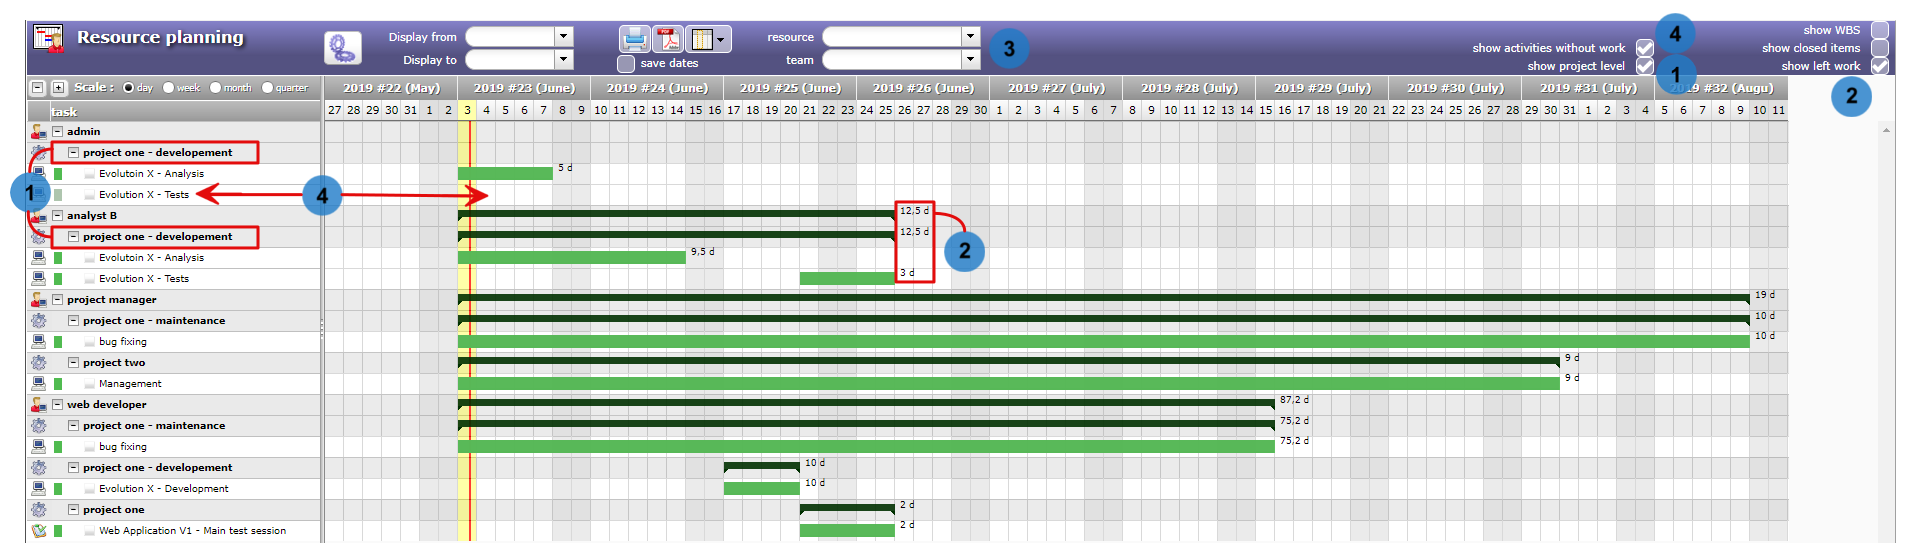 Resource planning
Display from
Display to
save dates
resource
team
3
show activities without work
show project level
4
1
show WBS
show closed items
show left work
2
Scale : day week month quarter
2019 #22 (May) 2019 #23 (June) 2019 #24 (June) 2019 #25 (June) 2019 #26 (June) 2019 #27 (July) 2019 #28 (July) 2019 #29 (July) 2019 #30 (July) 2019 #31 (July) 2019 #32 (Augu)
task
27 28 29 30 31 1 2 3 4 5 6 7 8 9 10 11 12 13 14 15 16 17 18 19 20 21 22 23 24 25 26 27 28 29 30 1 2 3 4 5 6 7 8 9 10 11 12 13 14 15 16 17 18 19 20 21 22 23 24 25 26 27 28 29 30 31 1 2 3 4 5 6 7 8 9 10 11
admin
project one - developement
Evolutoin X - Analysis 5 d
1
Evolution X - Tests 4
analyst B 12,5 d
project one - developement 12,5 d
2
Evolutoin X - Analysis 9,5 d
Evolution X - Tests 3 d
project manager 19 d
project one - maintenance 10 d
bug fixing 10 d
project two 9 d
Management 9 d
web developer 87,2 d
project one - maintenance 75,2 d
bug fixing 75,2 d
project one - developement 10 d
Evolution X - Development 10 d
project one 2 d
Web Application V1 - Main test session 2 d